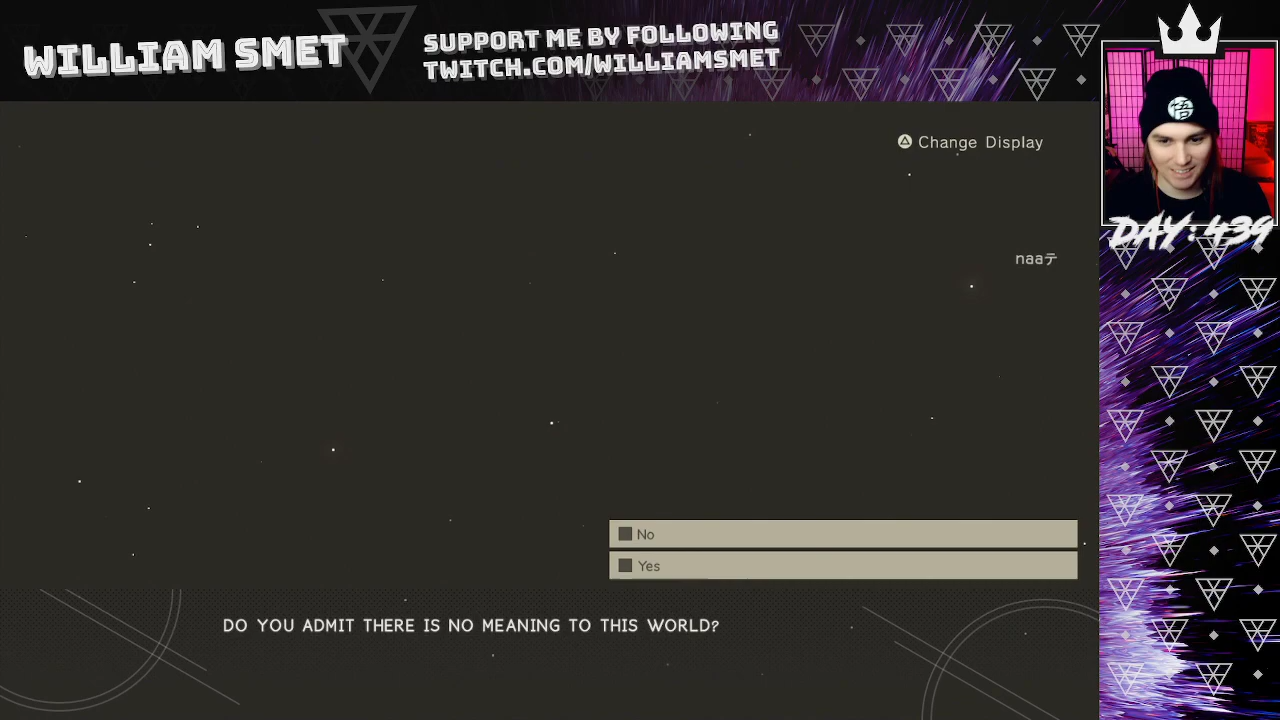 WILLIAM SMET
SUPPORT ME BY FOLLOWING
TWITCH.COM/WILLIAMSMET
悟
DAY: 439
Change Display
naaテ
No
Yes
DO YOU ADMIT THERE IS NO MEANING TO THIS WORLD?